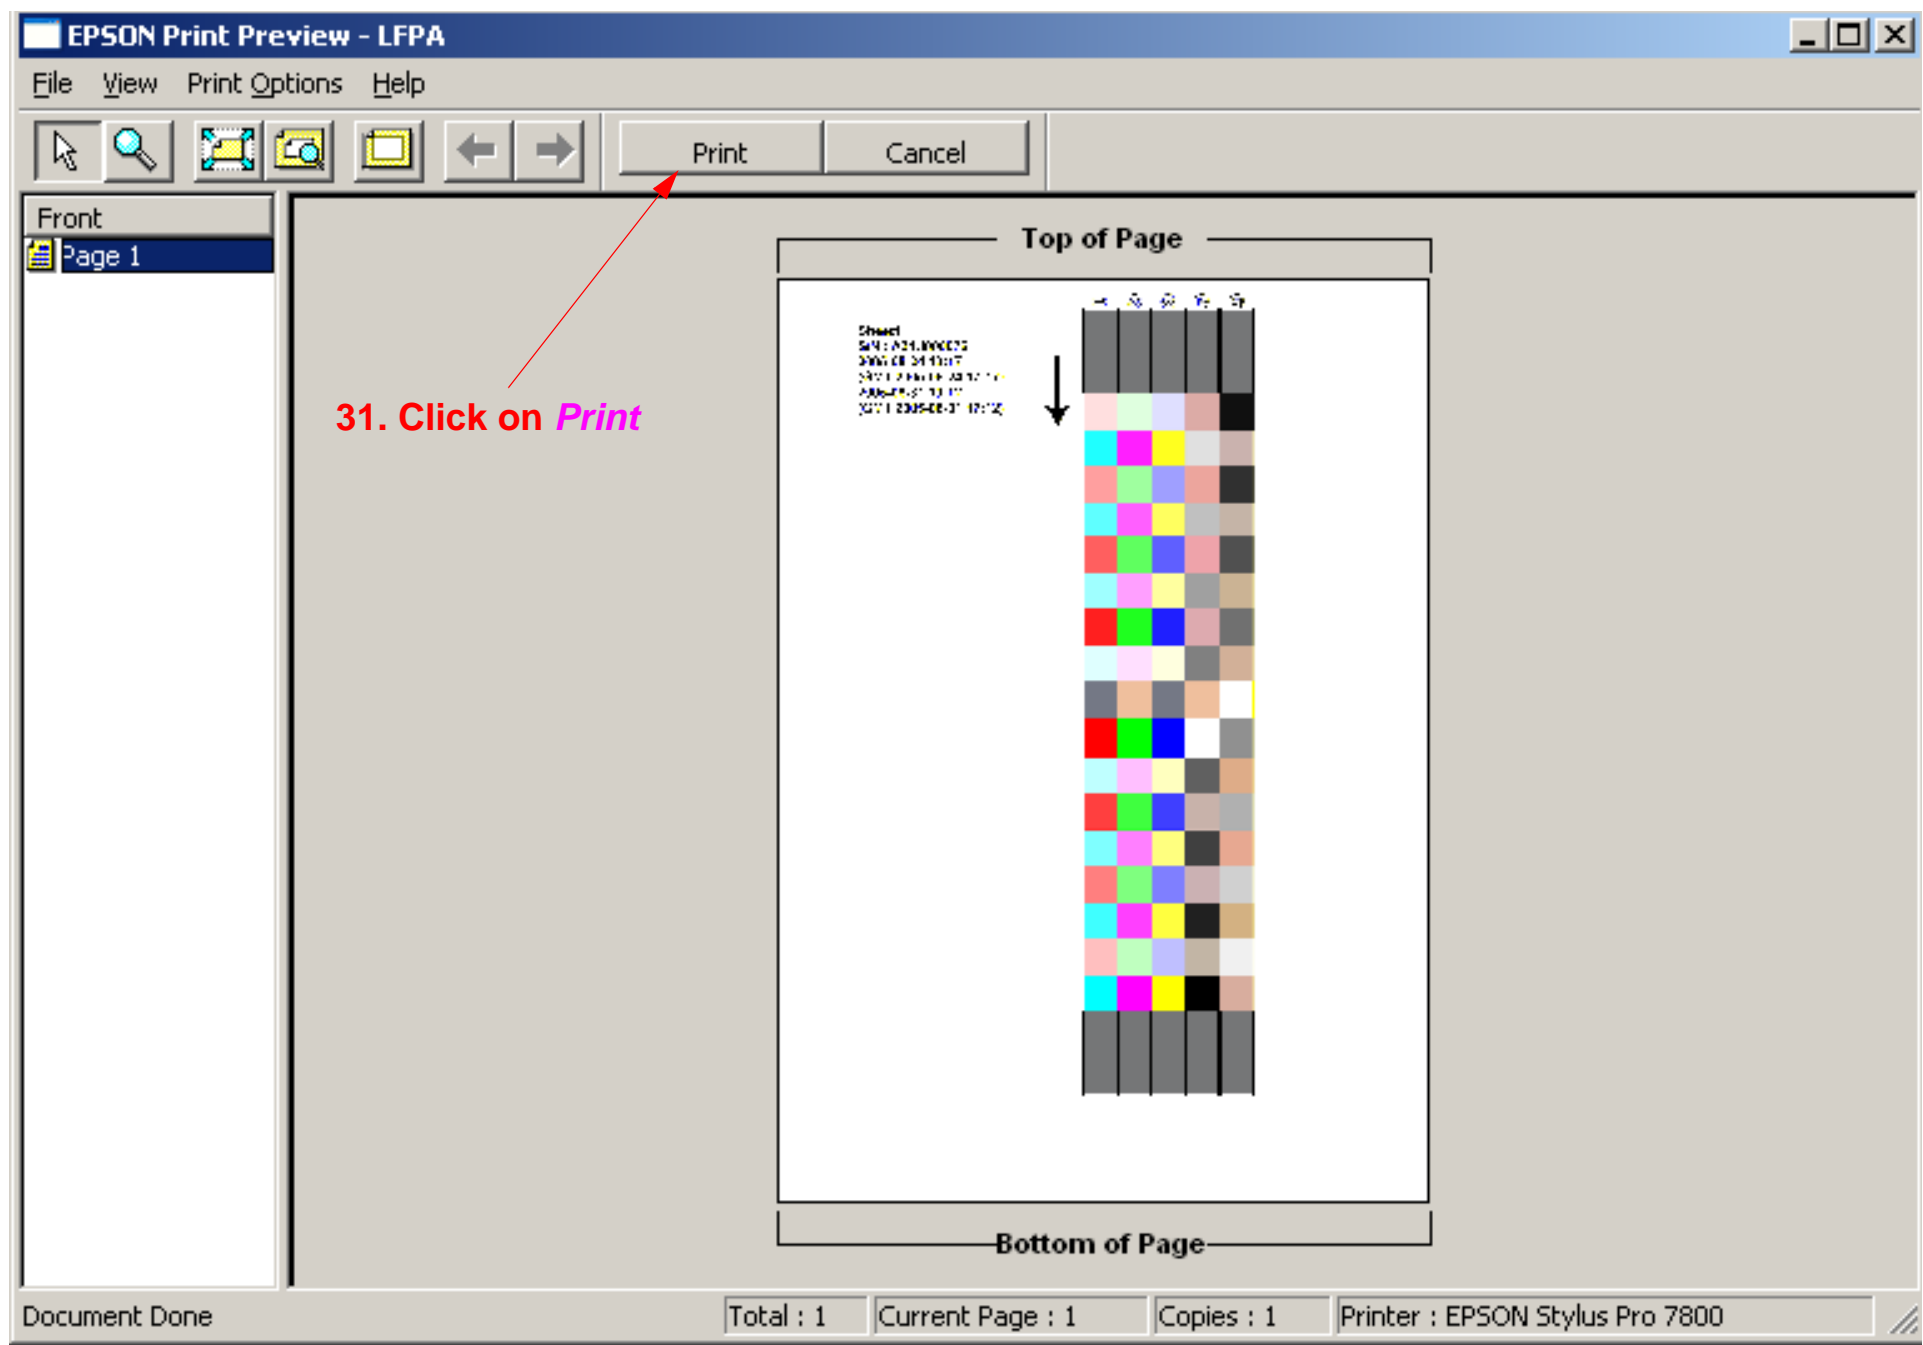 EPSON Print Preview - LFPA
File View Print Options Help
Print Cancel
Front
Page 1
Top of Page
Sheet1
31. Click on Print
Bottom of Page
Document Done Total : 1 Current Page : 1 Copies : 1 Printer : EPSON Stylus Pro 7800